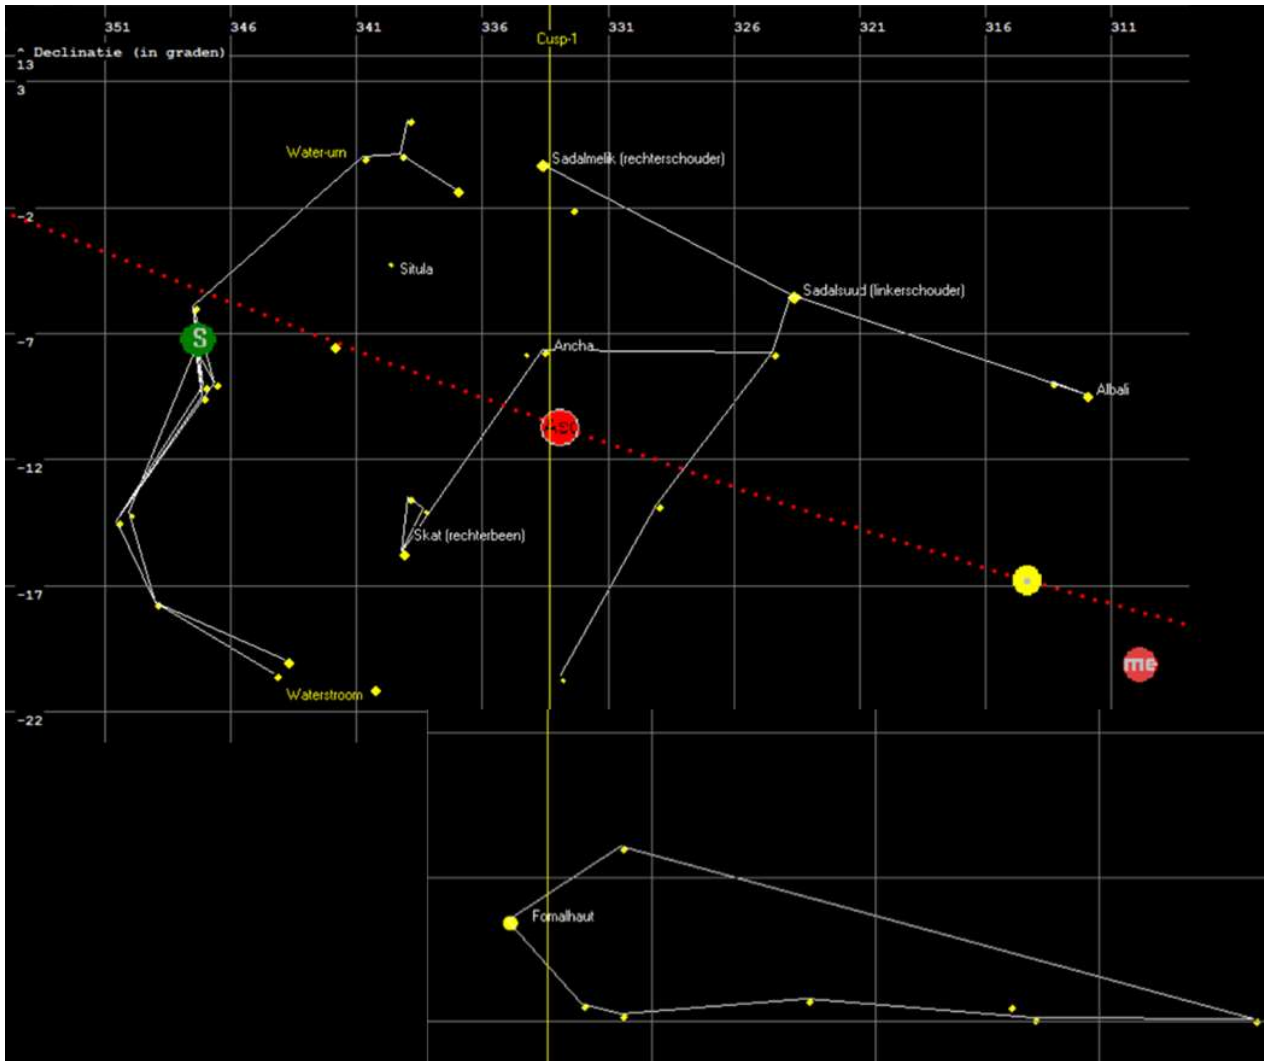 351 346 341 336 331 326 321 316 311
Cusp-1
^ Declinatie (in graden)
13
3
Water-urn
Sadalmelik (rechterschouder)
-2
Situla
Sadalsuud (linkerschouder)
S
-7
Ancha
Albali
Asc
-12
Skat (rechterbeen)
-17
me
Waterstroom
-22
Fomalhaut